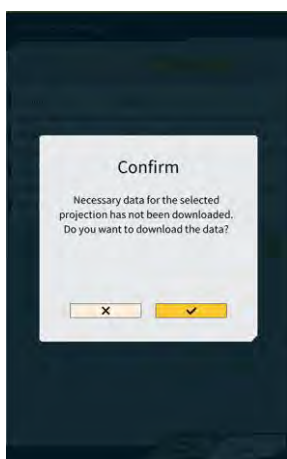 Confirm
Necessary data for the selected
projection has not been downloaded.
Do you want to download the data?